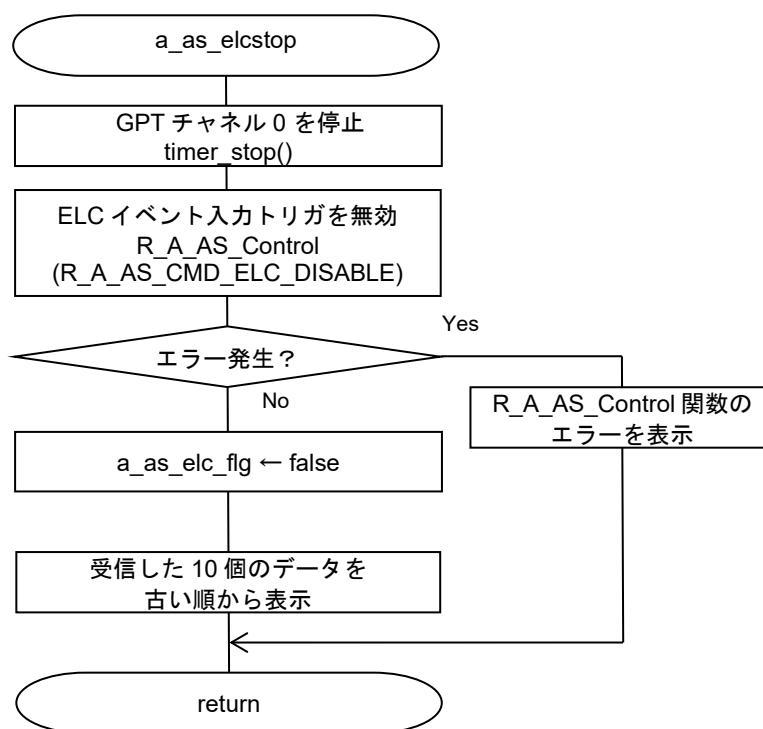 a_as_elcstop
GPT チャネル 0 を停止
timer_stop()
ELC イベント入力トリガを無効
R_A_AS_Control
(R_A_AS_CMD_ELC_DISABLE)
Yes
エラー発生？
No
R_A_AS_Control 関数の
エラーを表示
a_as_elc_flg ← false
受信した 10 個のデータを
古い順から表示
return